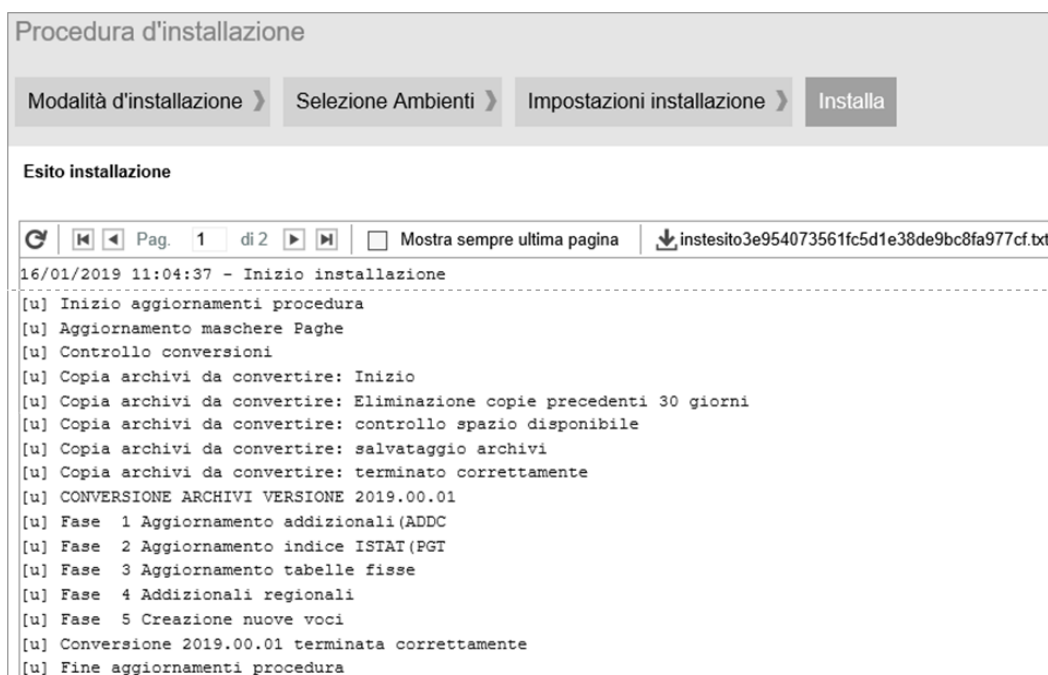 Procedura d'installazione
Modalità d'installazione Selezione Ambienti Impostazioni installazione Installa
Esito installazione
Pag. 1 di 2 Mostra sempre ultima pagina instesito3e954073561fc5d1e38de9bc8fa977cf.txt
16/01/2019 11:04:37 - Inizio installazione
[u] Inizio aggiornamenti procedura
[u] Aggiornamento maschere Paghe
[u] Controllo conversioni
[u] Copia archivi da convertire: Inizio
[u] Copia archivi da convertire: Eliminazione copie precedenti 30 giorni
[u] Copia archivi da convertire: controllo spazio disponibile
[u] Copia archivi da convertire: salvataggio archivi
[u] Copia archivi da convertire: terminato correttamente
[u] CONVERSIONE ARCHIVI VERSIONE 2019.00.01
[u] Fase 1 Aggiornamento addizionali(ADDC
[u] Fase 2 Aggiornamento indice ISTAT(PGT
[u] Fase 3 Aggiornamento tabelle fisse
[u] Fase 4 Addizionali regionali
[u] Fase 5 Creazione nuove voci
[u] Conversione 2019.00.01 terminata correttamente
[u] Fine aggiornamenti procedura